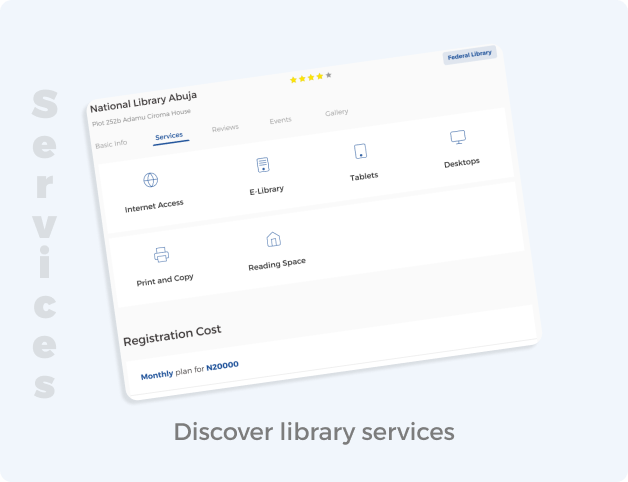 Services
National Library Abuja
Federal Library
Plot 252b Adamu Ciroma House
Basic Info Services Reviews Events Gallery
Internet Access E-Library Tablets Desktops
Print and Copy Reading Space
Registration Cost
Monthly plan for N20000
Discover library services